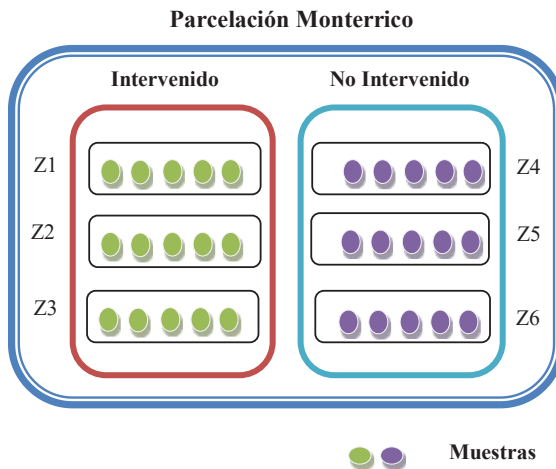 Parcelación Monterrico
Intervenido
No Intervenido
Z1
Z4
Z2
Z5
Z3
Z6
Muestras